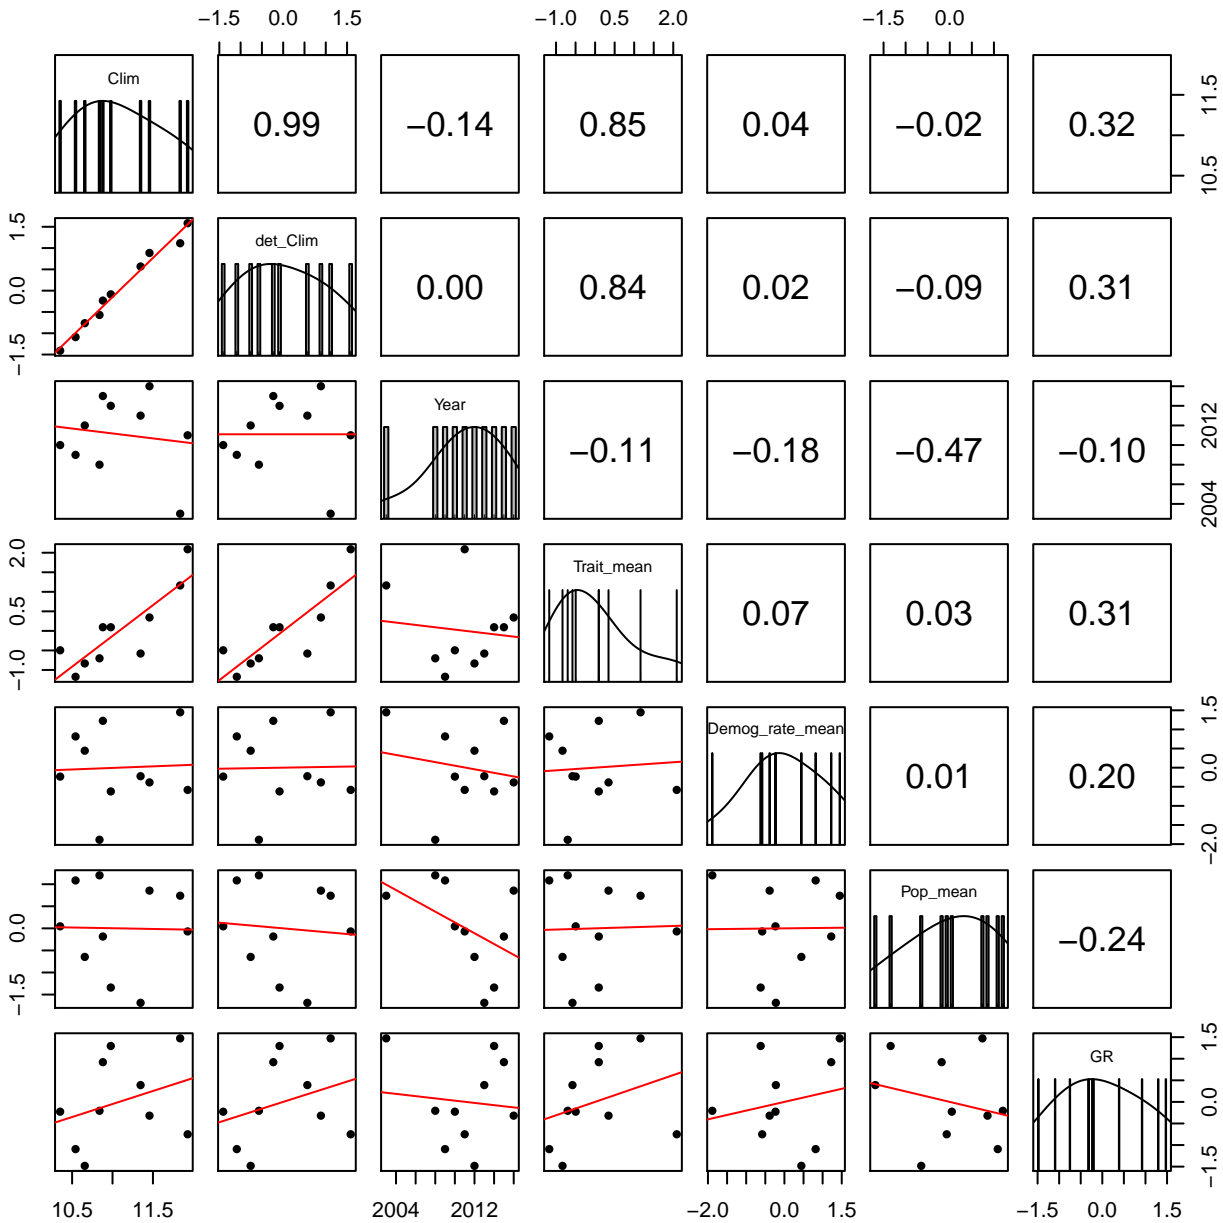 −1.5 0.0 1.5 −1.0 0.5 2.0 −1.5 0.0
Clim 0.99 −0.14 0.85 0.04 −0.02 0.32 10.5 11.5
−1.5 0.0 1.5 det_Clim 0.00 0.84 0.02 −0.09 0.31
Year −0.11 −0.18 −0.47 −0.10 2004 2012
−1.0 0.5 2.0 Trait_mean 0.07 0.03 0.31
Demog_rate_mean 0.01 0.20 −2.0 0.0 1.5
−1.5 0.0 Pop_mean −0.24
GR −1.5 0.0 1.5
10.5 11.5 2004 2012 −2.0 0.0 1.5 −1.5 0.0 1.5